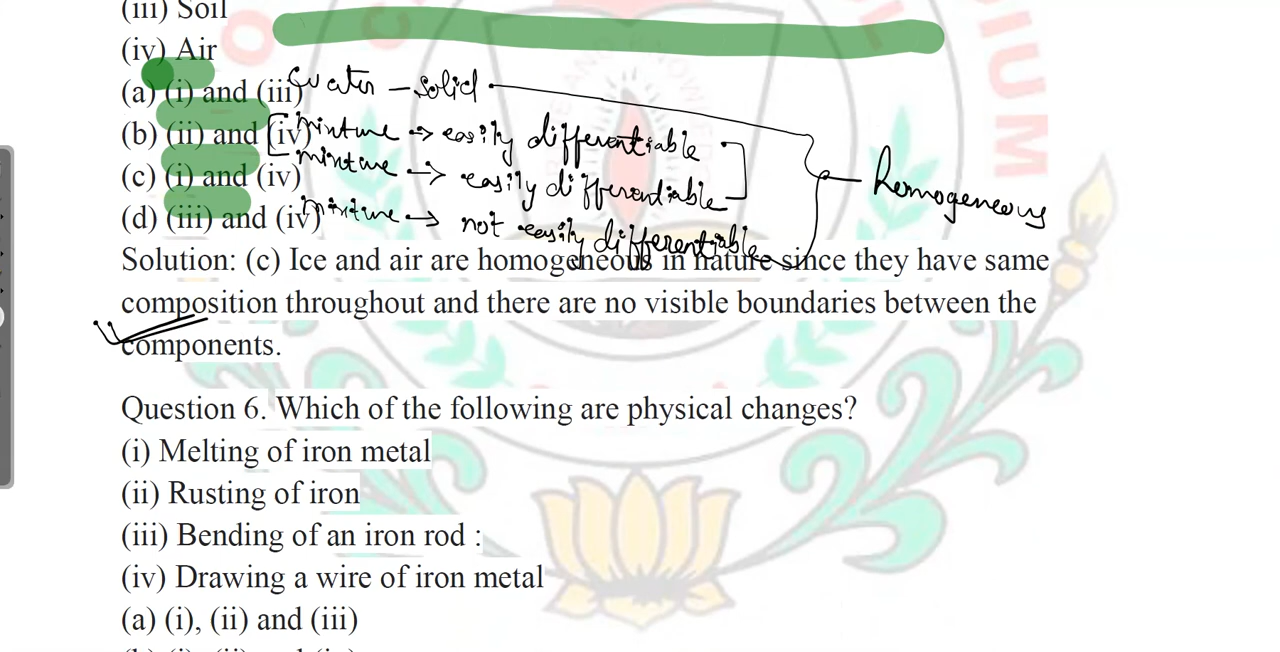 (iii) Soil
(iv) Air
(a) (i) and (iii) water – solid
(b) (ii) and (iv) mixture → easily differentiable
(c) (i) and (iv) mixture → easily differentiable
homogeneous
(d) (iii) and (iv) mixture → not easily differentiable
Solution: (c) Ice and air are homogeneous in nature since they have same
composition throughout and there are no visible boundaries between the
components.
Question 6. Which of the following are physical changes?
(i) Melting of iron metal
(ii) Rusting of iron
(iii) Bending of an iron rod :
(iv) Drawing a wire of iron metal
(a) (i), (ii) and (iii)